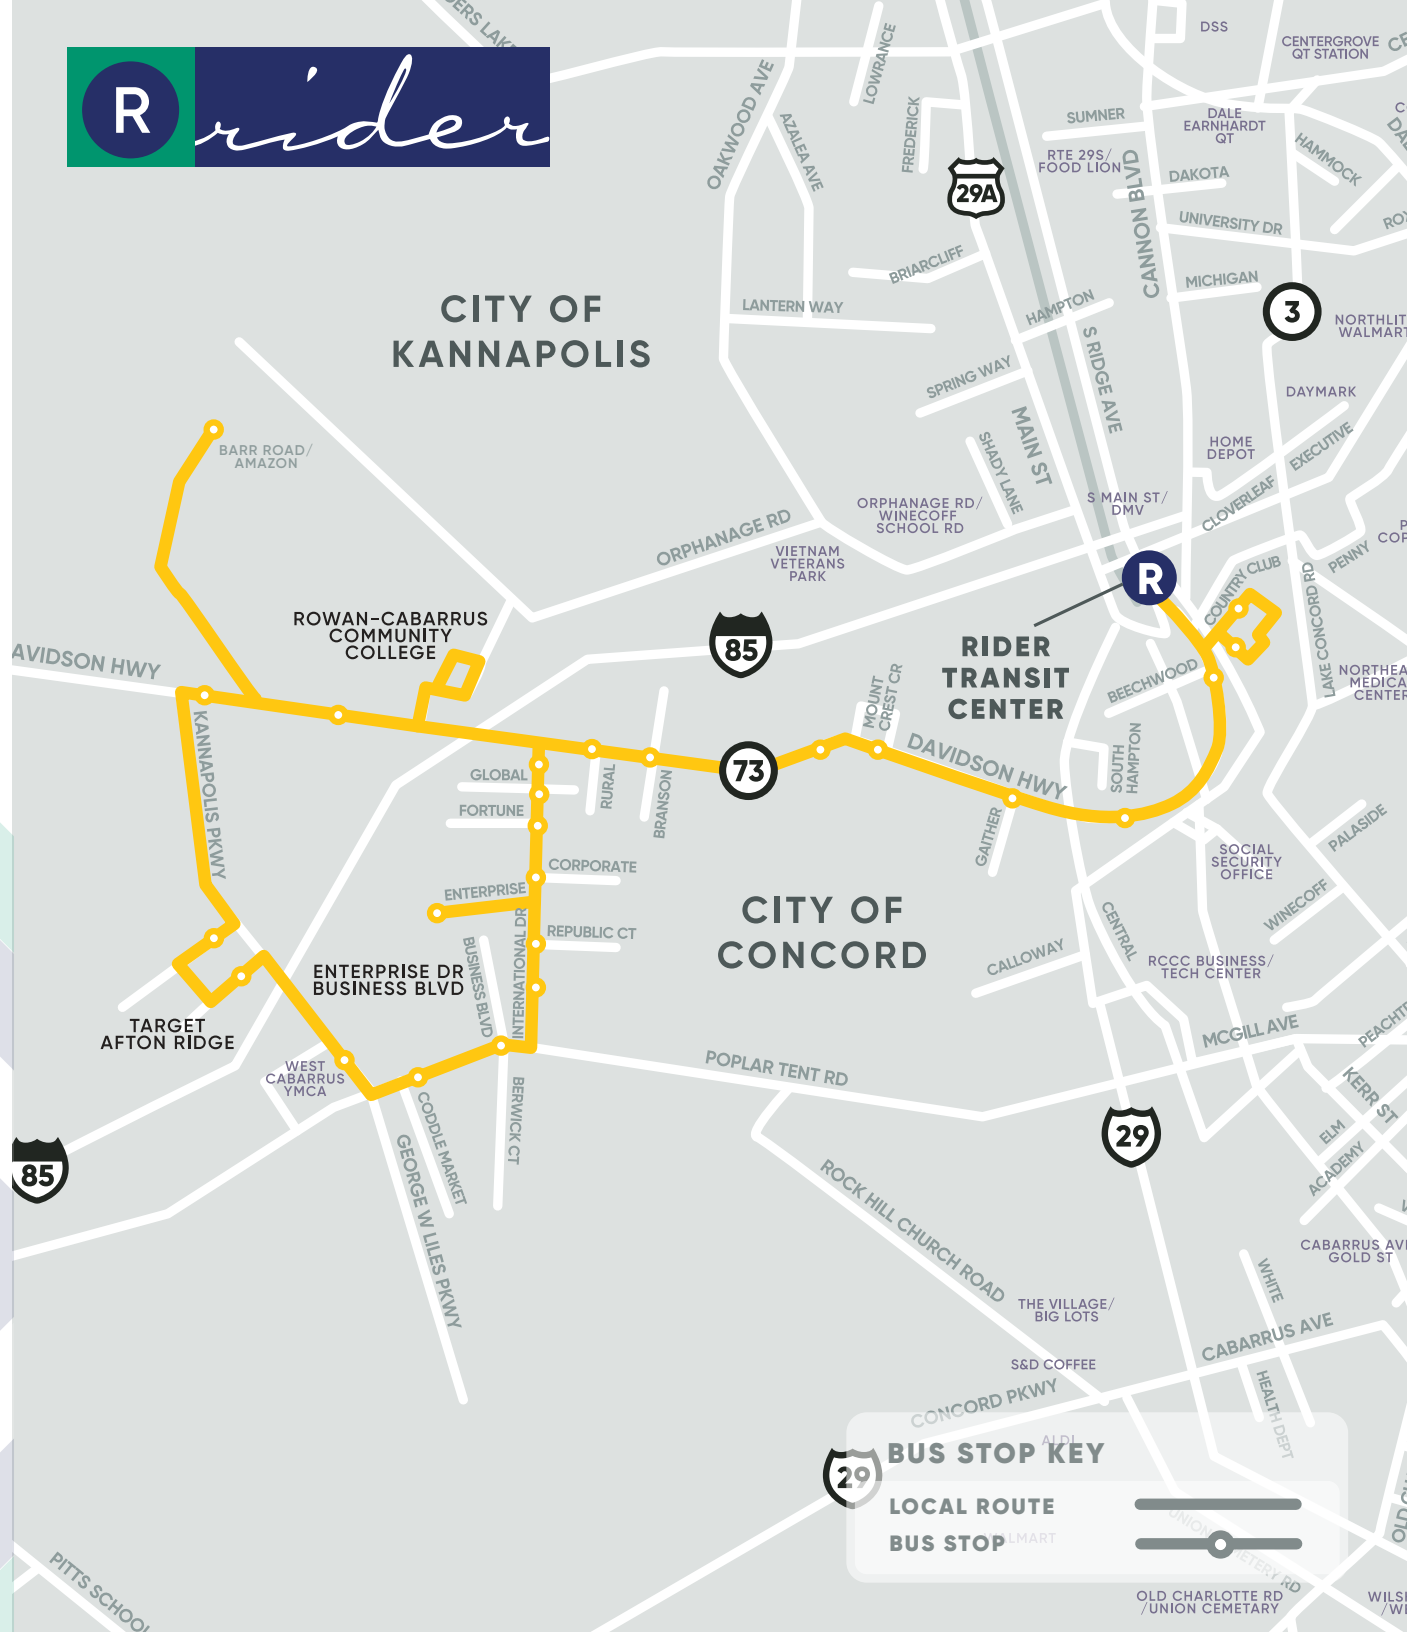 R rider
DSS
CENTERGROVE
QT STATION
LOWRANCE
OAKWOOD AVE
AZALEA AVE
FREDERICK
SUMNER
DALE
EARNHARDT
QT
HAMMOCK
RTE 29S/
FOOD LION
CANNON BLVD
DAKOTA
29A
UNIVERSITY DR
BRIARCLIFF
MICHIGAN
LANTERN WAY
HAMPTON
3
CITY OF
KANNAPOLIS
S RIDGE AVE
SPRING WAY
DAYMARK
MAIN ST
SHADY LANE
HOME
DEPOT
EXECUTIVE
BARR ROAD/
AMAZON
CLOVERLEAF
S MAIN ST/
DMV
ORPHANAGE RD/
WINECOFF
SCHOOL RD
ORPHANAGE RD
VIETNAM
VETERANS
PARK
PENNY
COUNTRY CLUB
LAKE CONCORD RD
R
RIDER
TRANSIT
CENTER
ROWAN-CABARRUS
COMMUNITY
COLLEGE
85
AVIDSON HWY
BEECHWOOD
MOUNT
CREST CR
KANNAPOLIS PKWY
DAVIDSON HWY
SOUTH
HAMPTON
73
GLOBAL
RURAL
BRANSON
FORTUNE
GAITHER
PALASIDE
SOCIAL
SECURITY
OFFICE
CORPORATE
ENTERPRISE
WINECOFF
CITY OF
CONCORD
REPUBLIC CT
INTERNATIONAL DR
BUSINESS BLVD
CENTRAL
CALLOWAY
RCCC BUSINESS/
TECH CENTER
ENTERPRISE DR
BUSINESS BLVD
TARGET
AFTON RIDGE
MCGILL AVE
WEST
CABARRUS
YMCA
POPLAR TENT RD
KERR ST
BERWICK CT
CODDLE MARKET
GEORGE W LILES PKWY
29
ELM
ACADEMY
85
ROCK HILL CHURCH ROAD
GOLD ST
WHITE
THE VILLAGE/
BIG LOTS
CABARRUS AVE
S&D COFFEE
CONCORD PKWY
HEALTH DEPT
ALDI
29
BUS STOP KEY
LOCAL ROUTE
BUS STOP
PITTS SCHOOL
OLD CHARLOTTE RD
/UNION CEMETARY